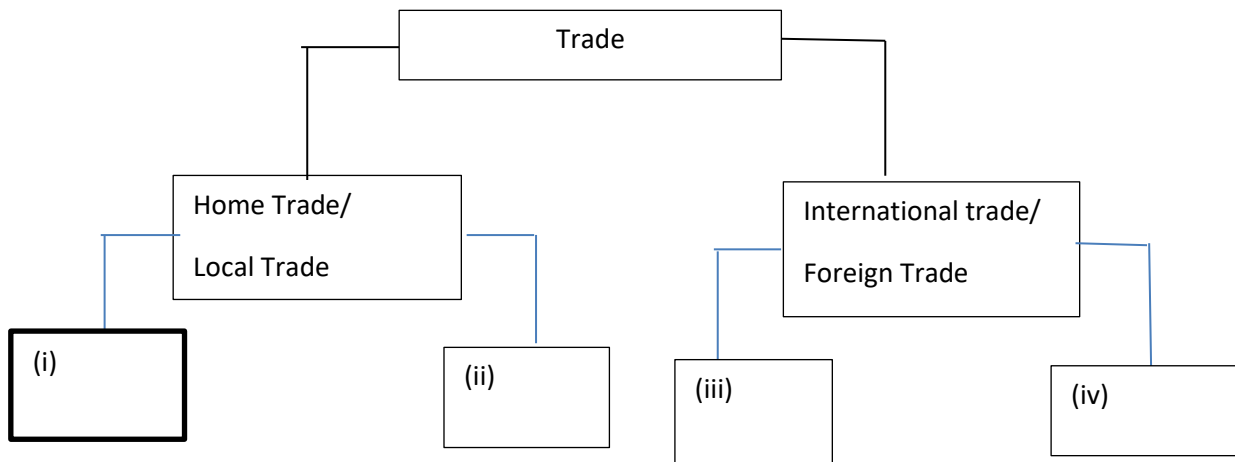 Trade
Home Trade/
Local Trade
International trade/
Foreign Trade
(i)
(ii)
(iii)
(iv)